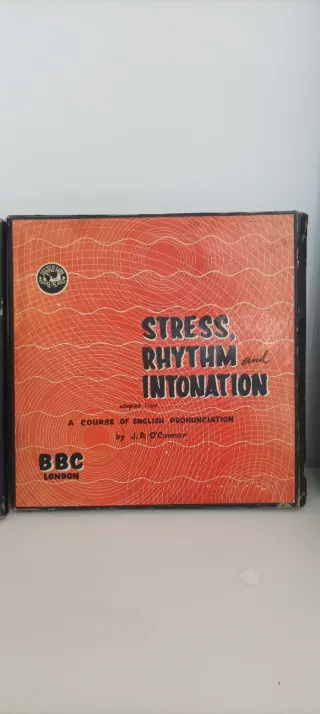 STRESS,
RHYTHM and
INTONATION
adapted from
A COURSE OF ENGLISH PRONUNCIATION
by J. D. O'Connor
BBC
LONDON